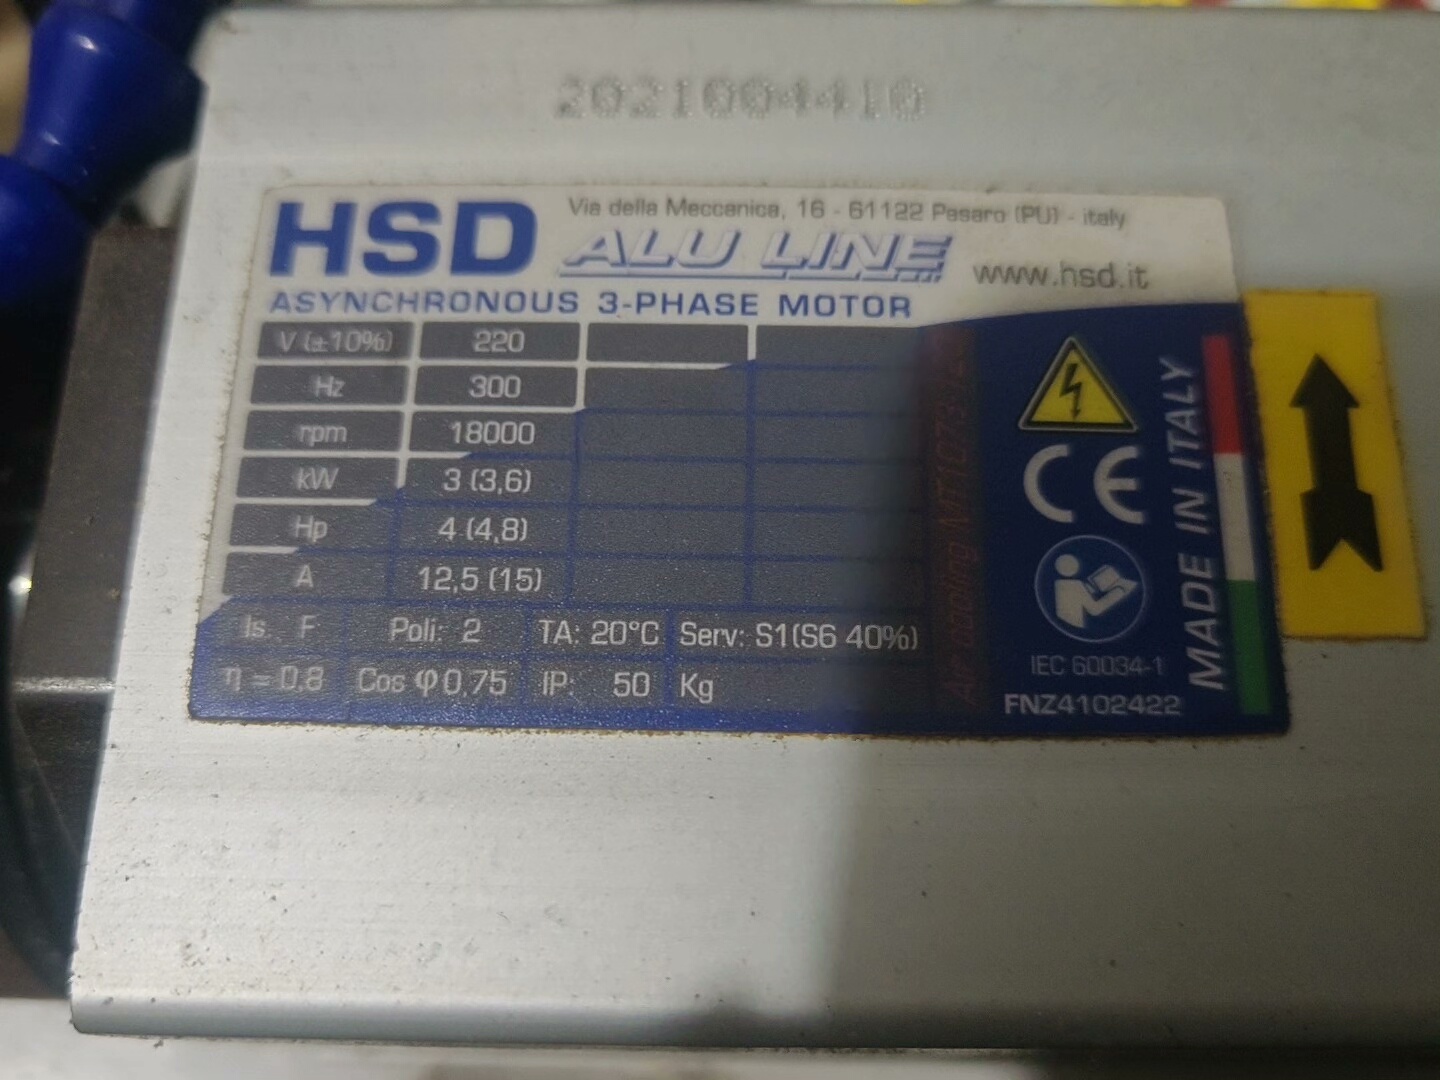 2021004410
HSD ALU LINE Via della Meccanica, 16 - 61122 Pesaro (PU) - italy
www.hsd.it
ASYNCHRONOUS 3-PHASE MOTOR
V (±10%) 220
Hz 300
rpm 18000
kW 3 (3,6)
Hp 4 (4,8)
A 12,5 (15)
Is. F Poli: 2 TA: 20°C Serv: S1(S6 40%)
η = 0,8 Cos φ 0,75 IP: 50 Kg
Air cooling
CE
IEC 60034-1
FNZ4102422
MADE IN ITALY